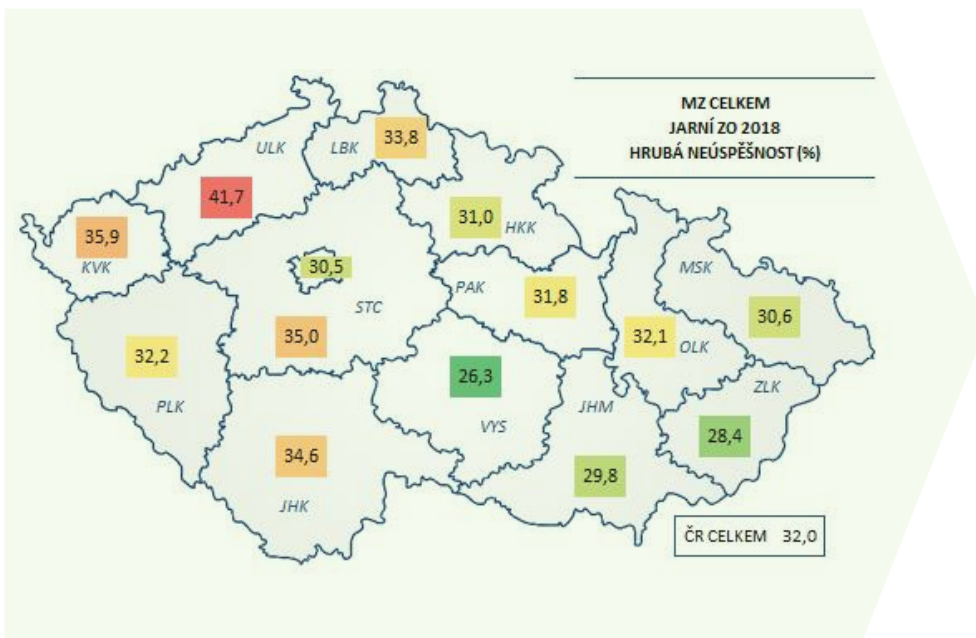 MZ CELKEM
JARNÍ ZO 2018
HRUBÁ NEÚSPĚŠNOST (%)
ULK
41,7
LBK
33,8
KVK
35,9
HKK
31,0
30,5
STC
35,0
PAK
31,8
MSK
30,6
OLK
32,1
PLK
32,2
VYS
26,3
JHM
29,8
ZLK
28,4
JHK
34,6
ČR CELKEM 32,0